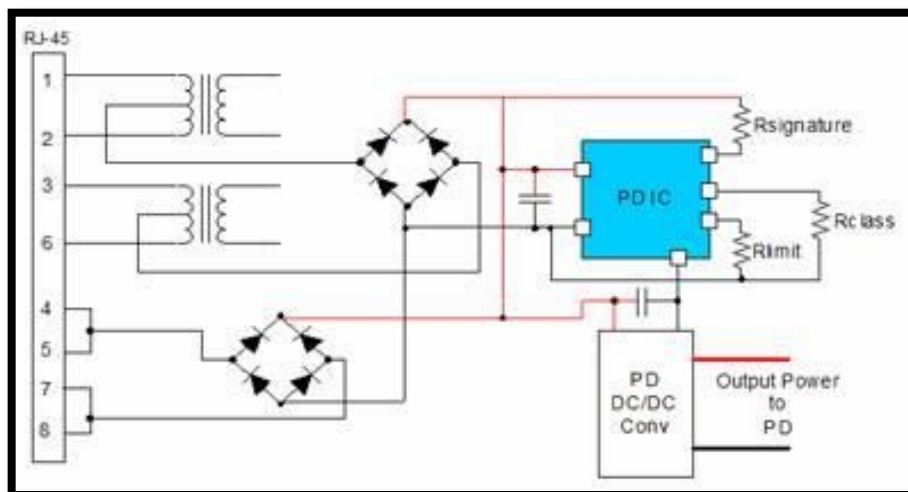 RJ-45
1
2
3
6
4
5
7
8
Rsignature
PD IC
Rclass
Rlimit
PD
DC/DC
Conv
Output Power
to
PD